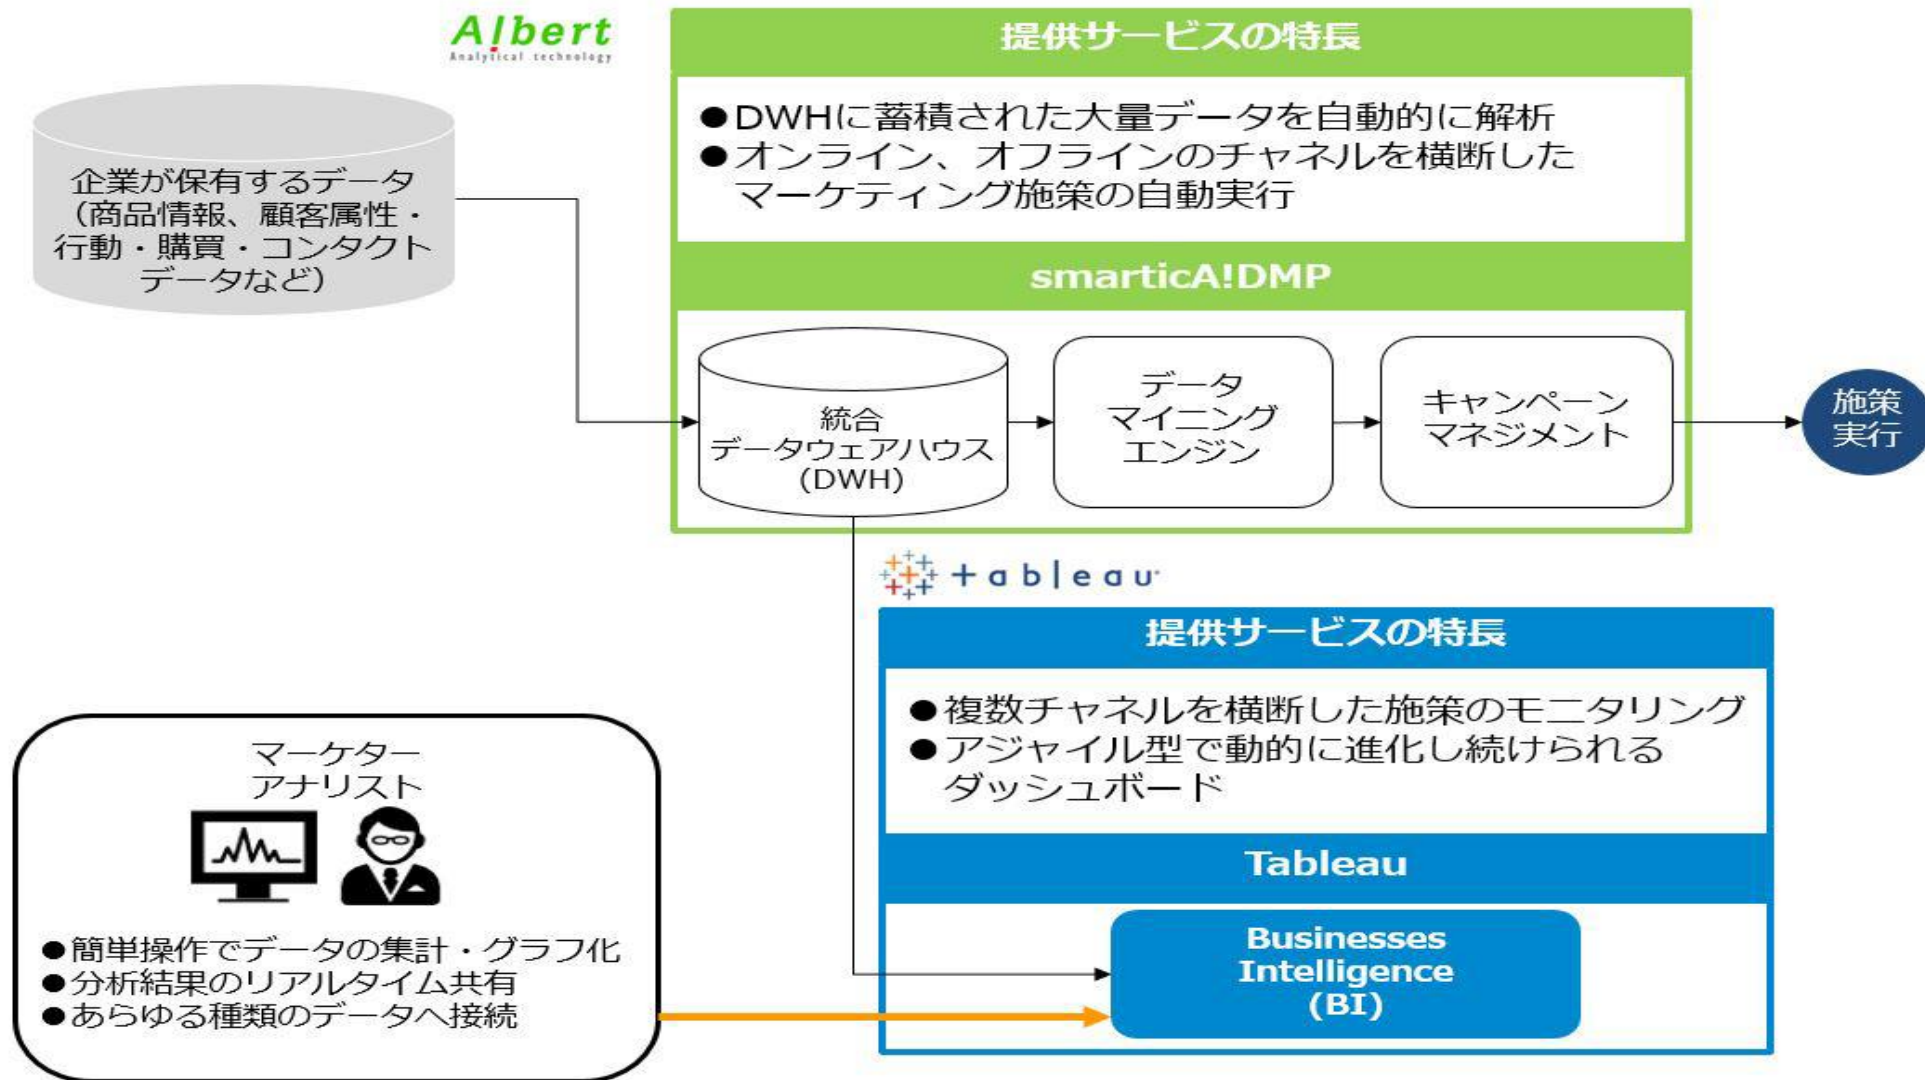 A!bert
Analytical technology
提供サービスの特長
●DWHに蓄積された大量データを自動的に解析
●オンライン、オフラインのチャネルを横断した
マーケティング施策の自動実行
企業が保有するデータ
（商品情報、顧客属性・
行動・購買・コンタクト
データなど）
smarticA!DMP
統合
データウェアハウス
(DWH)
データ
マイニング
エンジン
キャンペーン
マネジメント
施策
実行
+ableau
提供サービスの特長
●複数チャネルを横断した施策のモニタリング
●アジャイル型で動的に進化し続けられる
ダッシュボード
Tableau
Businesses
Intelligence
(BI)
マーケター
アナリスト
●簡単操作でデータの集計・グラフ化
●分析結果のリアルタイム共有
●あらゆる種類のデータへ接続